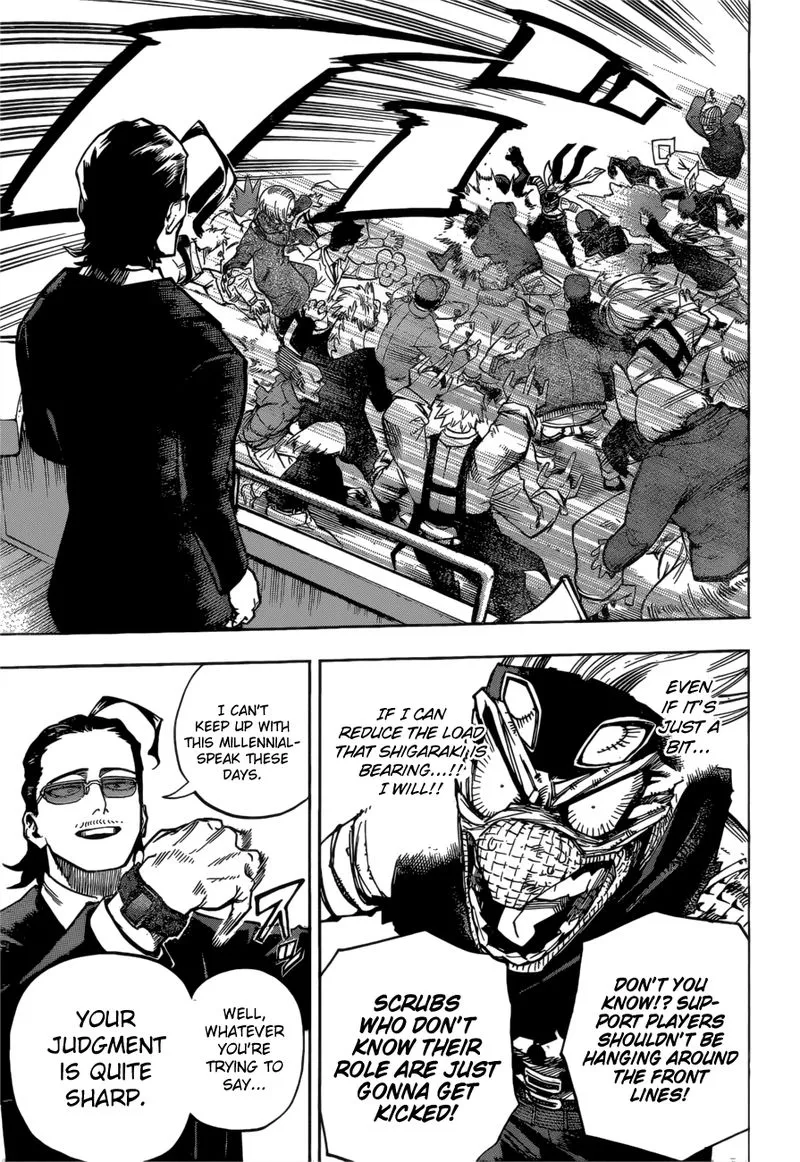 EVEN
IF IT'S
JUST A
BIT...
IF I CAN
REDUCE THE LOAD
THAT SHIGARAKI IS
BEARING...!!
I WILL!!
DON'T YOU
KNOW!? SUP-
PORT PLAYERS
SHOULDN'T BE
HANGING AROUND
THE FRONT
LINES!
SCRUBS
WHO DON'T
KNOW THEIR
ROLE ARE JUST
GONNA GET
KICKED!
I CAN'T
KEEP UP WITH
THIS MILLENNIAL-
SPEAK THESE
DAYS.
WELL,
WHATEVER
YOU'RE
TRYING TO
SAY...
YOUR
JUDGMENT
IS QUITE
SHARP.